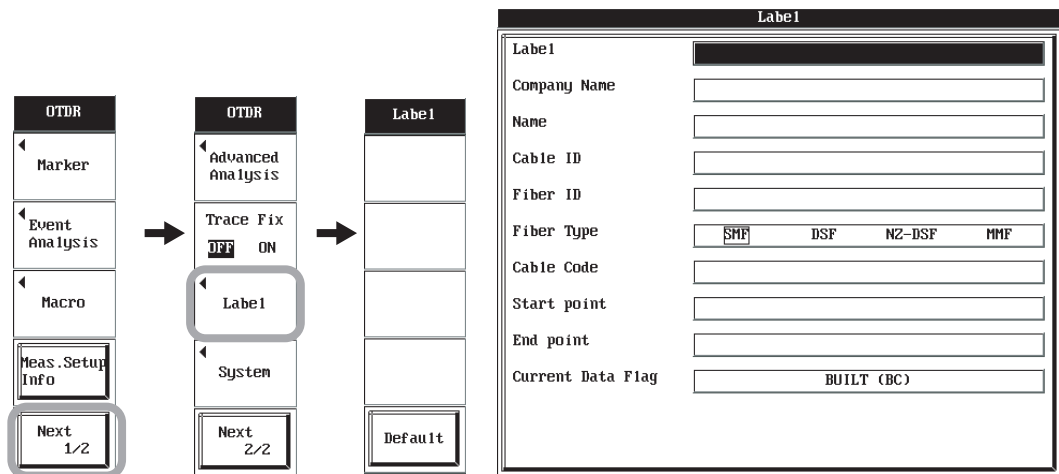 OTDR
Marker
Event
Analysis
Macro
Meas.Setup
Info
Next
1/2
OTDR
Advanced
Analysis
Trace Fix
OFF ON
Label
System
Next
2/2
Label
Default
Label
Label
Company Name
Name
Cable ID
Fiber ID
Fiber Type SMF DSF NZ-DSF MMF
Cable Code
Start point
End point
Current Data Flag BUILT (BC)